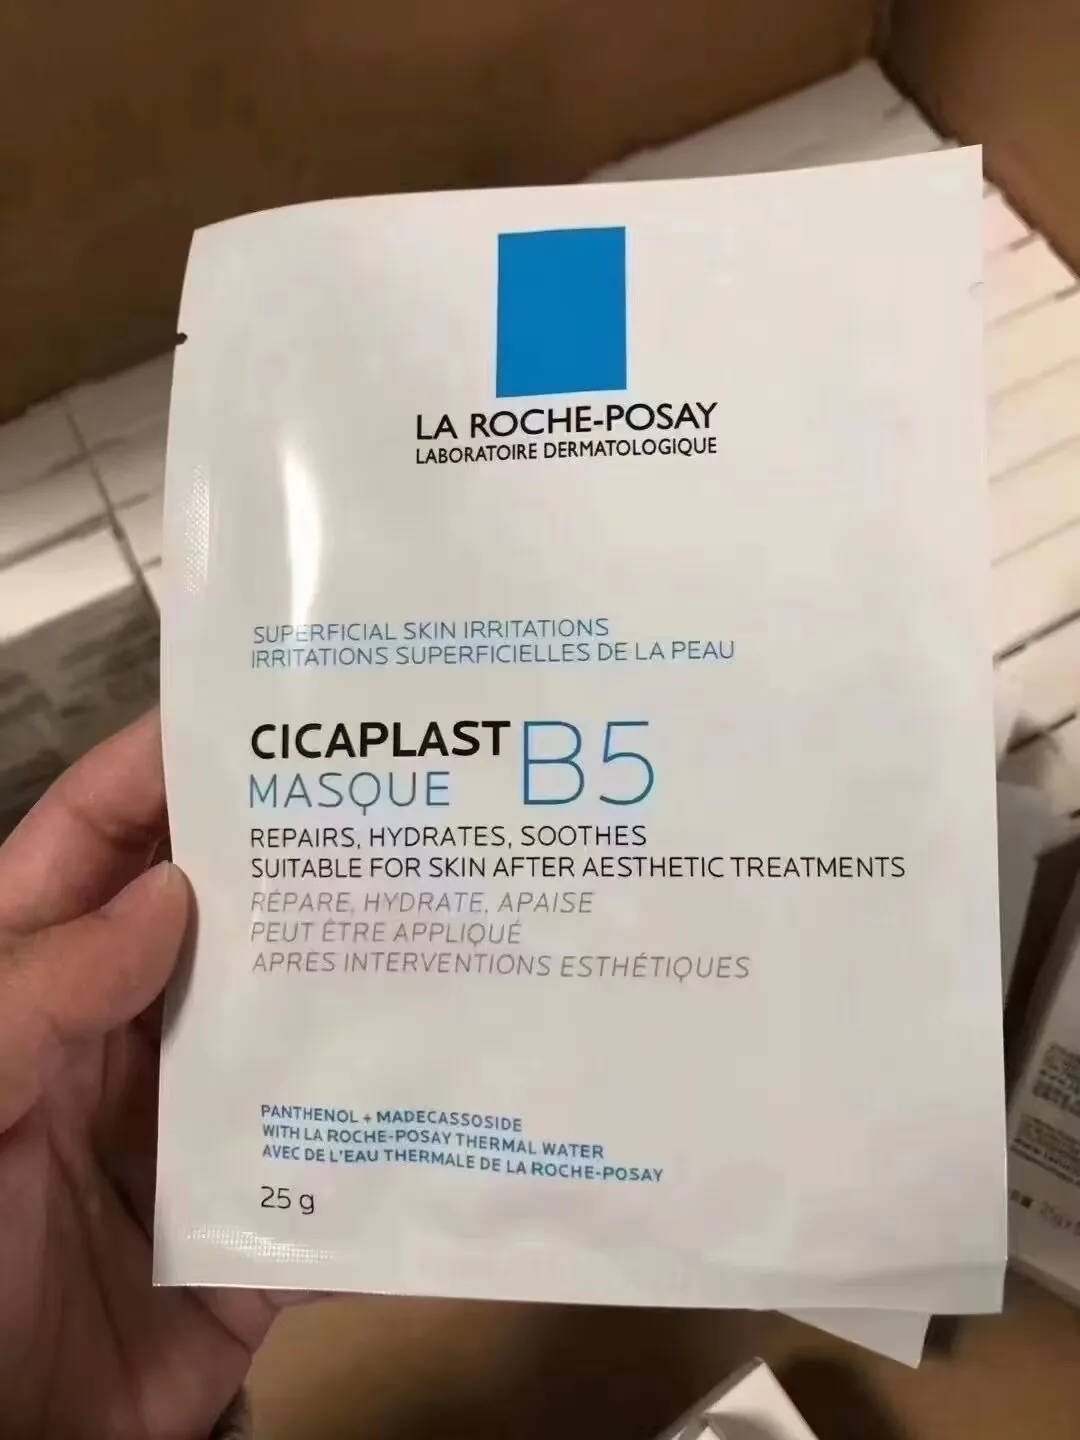 LA ROCHE-POSAY
LABORATOIRE DERMATOLOGIQUE
SUPERFICIAL SKIN IRRITATIONS
IRRITATIONS SUPERFICIELLES DE LA PEAU
CICAPLAST B5
MASQUE
REPAIRS, HYDRATES, SOOTHES
SUITABLE FOR SKIN AFTER AESTHETIC TREATMENTS
RÉPARE, HYDRATE, APAISE
PEUT ÊTRE APPLIQUÉ
APRÈS INTERVENTIONS ESTHÉTIQUES
PANTHENOL + MADECASSOSIDE
WITH LA ROCHE-POSAY THERMAL WATER
AVEC DE L'EAU THERMALE DE LA ROCHE-POSAY
25 g